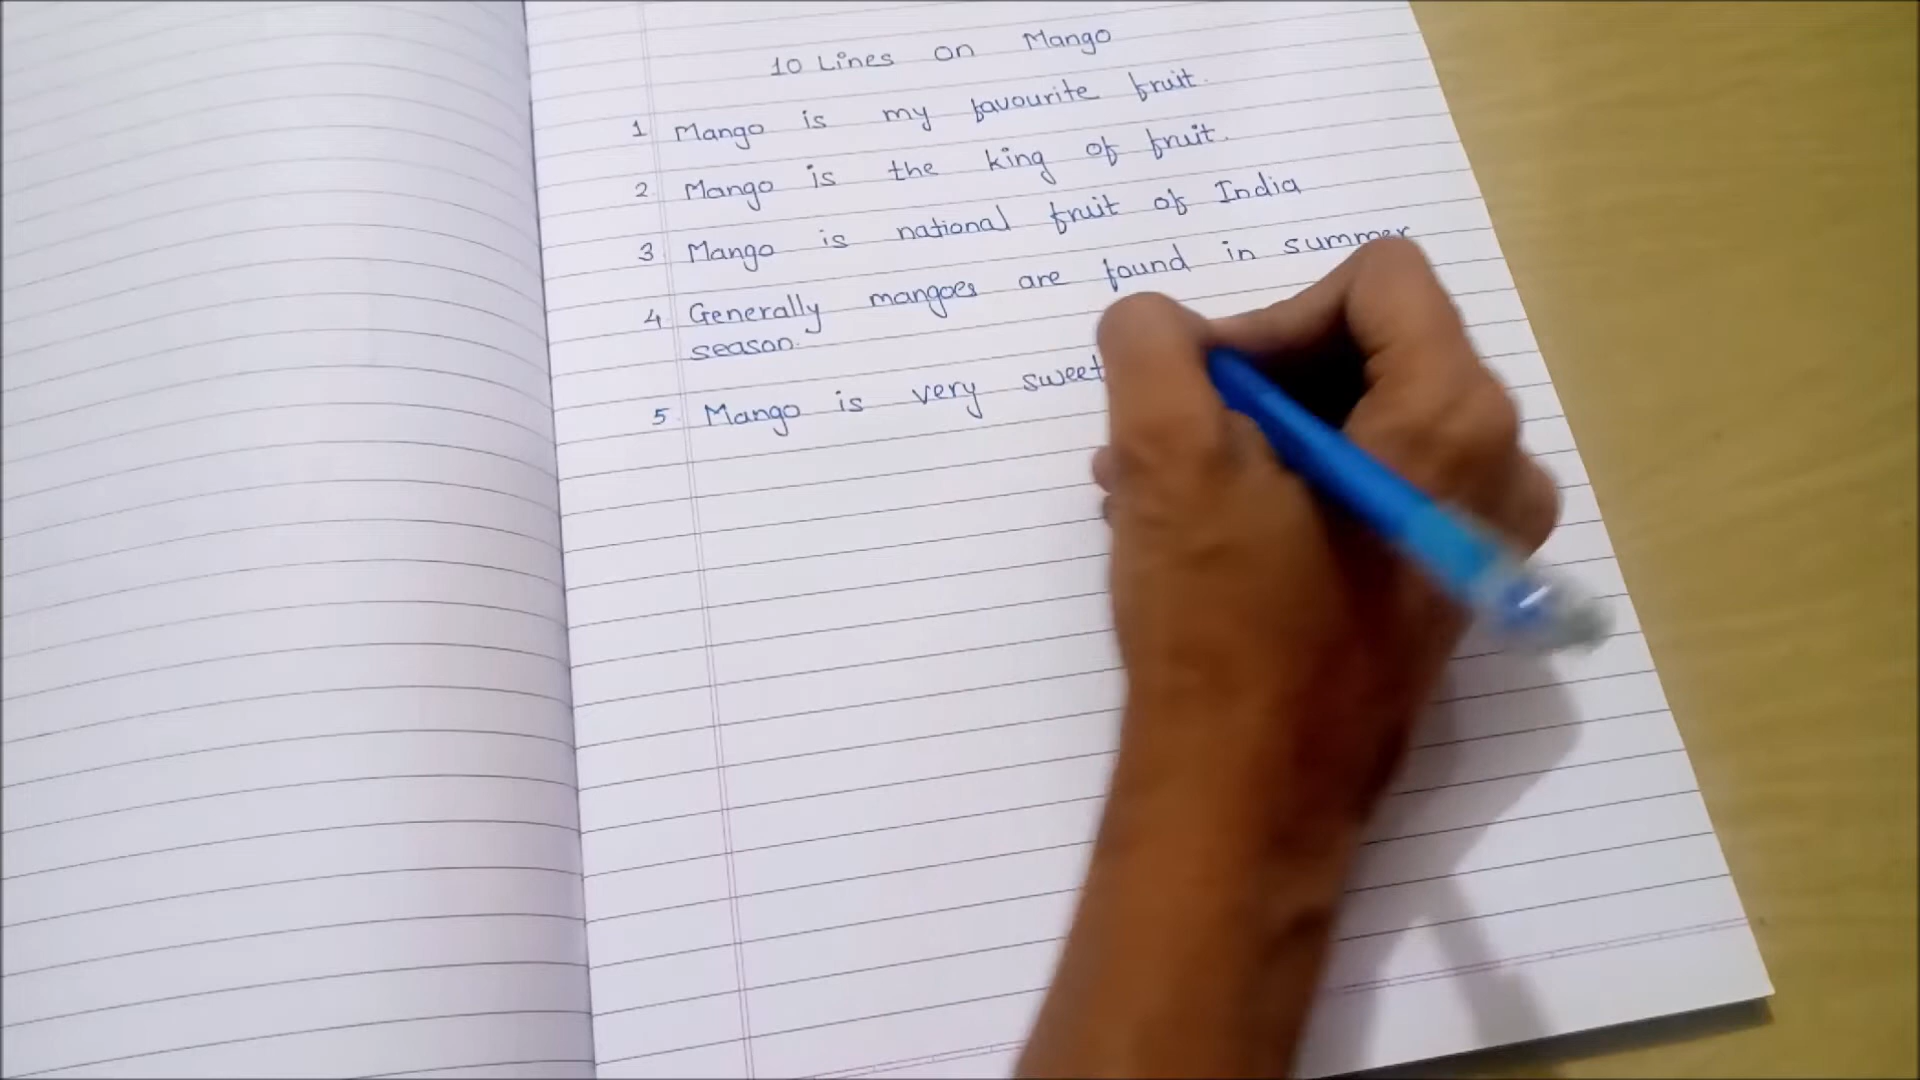 10 Lines on Mango
1 Mango is my favourite fruit.
2 Mango is the king of fruit.
3 Mango is national fruit of India
4 Generally mangoes are found in summer
season.
5 Mango is very sweet